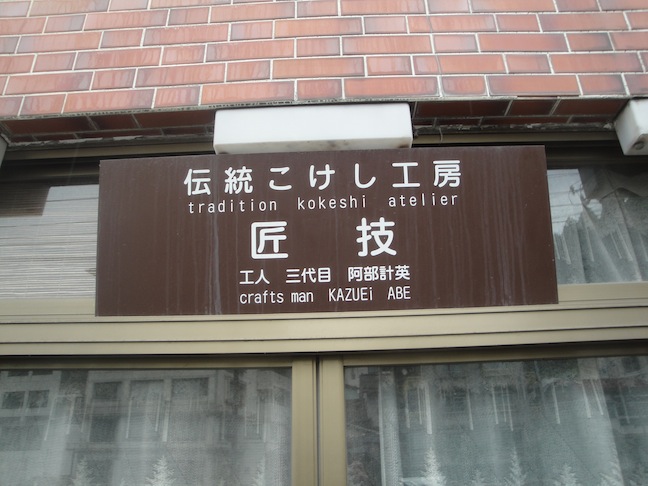 伝統こけし工房
tradition kokeshi atelier
匠 技
工人 三代目 阿部計英
crafts man KAZUEi ABE